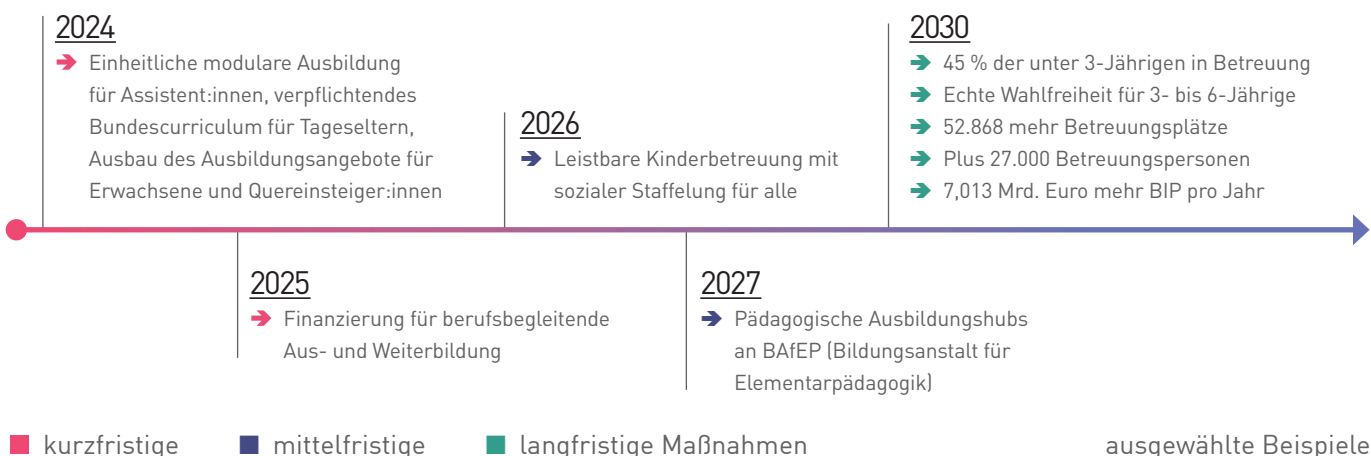 2024
➔ Einheitliche modulare Ausbildung
für Assistent:innen, verpflichtendes
Bundescurriculum für Tageseltern,
Ausbau des Ausbildungsangebote für
Erwachsene und Quereinsteiger:innen
2025
➔ Finanzierung für berufsbegleitende
Aus- und Weiterbildung
2026
➔ Leistbare Kinderbetreuung mit
sozialer Staffelung für alle
2027
➔ Pädagogische Ausbildungshubs
an BAfEP (Bildungsanstalt für
Elementarpädagogik)
2030
➔ 45 % der unter 3-Jährigen in Betreuung
➔ Echte Wahlfreiheit für 3- bis 6-Jährige
➔ 52.868 mehr Betreuungsplätze
➔ Plus 27.000 Betreuungspersonen
➔ 7,013 Mrd. Euro mehr BIP pro Jahr
kurzfristige mittelfristige langfristige Maßnahmen ausgewählte Beispiele